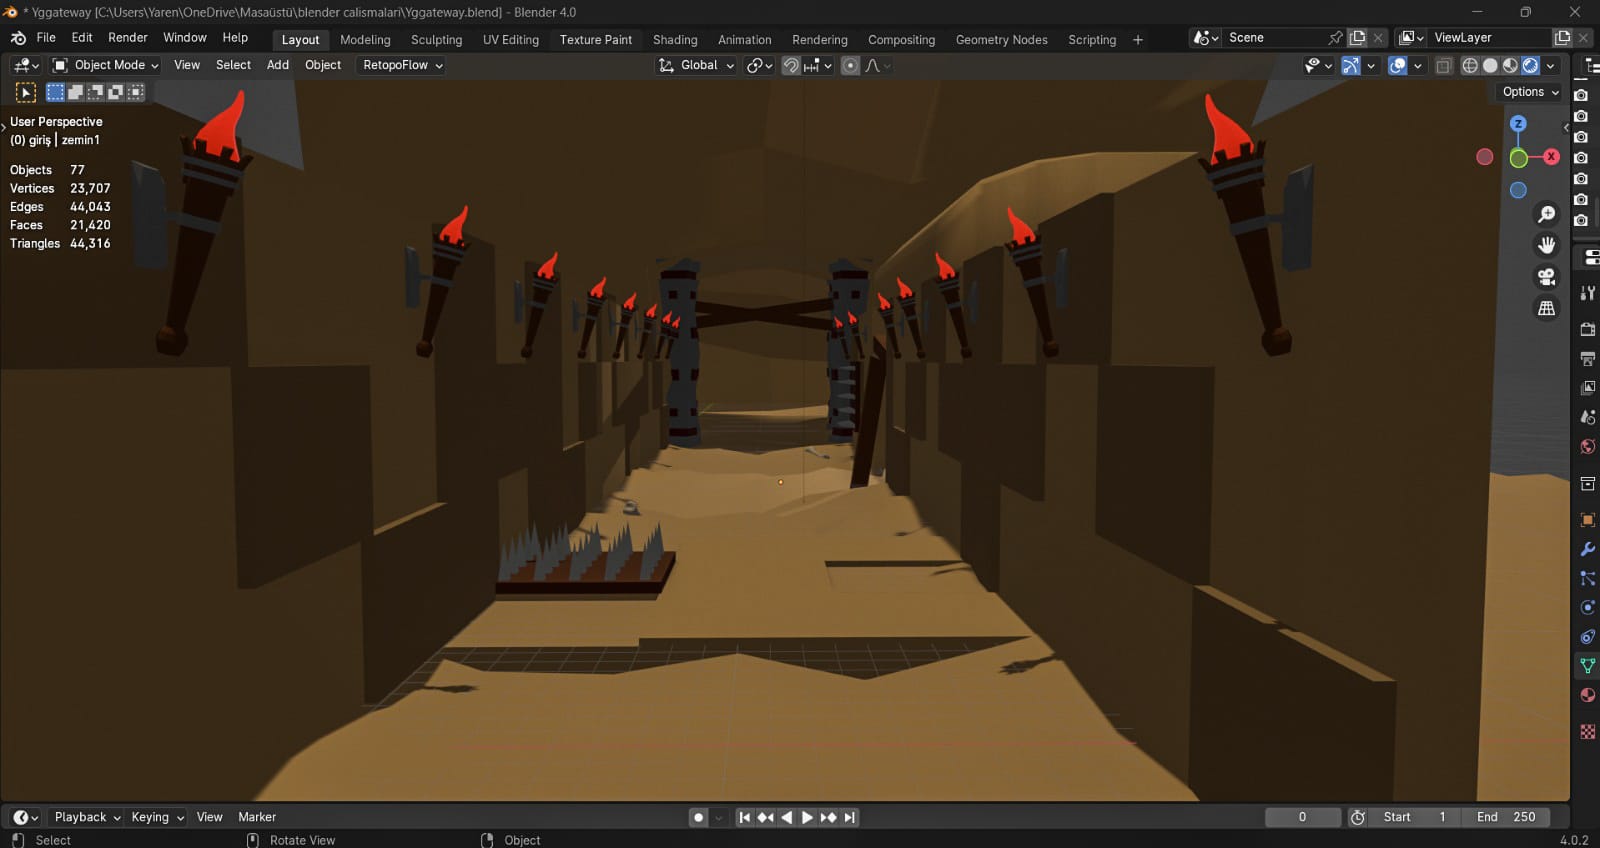 * Yggateway [C:\Users\Yaren\OneDrive\Masaüstü\blender calismalari\Yggateway.blend] - Blender 4.0
File Edit Render Window Help Layout Modeling Sculpting UV Editing Texture Paint Shading Animation Rendering Compositing Geometry Nodes Scripting + Scene ViewLayer
Object Mode View Select Add Object RetopoFlow Global
Options
User Perspective
(0) giriş | zemin1
Objects 77
Vertices 23,707
Edges 44,043
Faces 21,420
Triangles 44,316
Z
X
Playback Keying View Marker 0 Start 1 End 250
Select Rotate View Object 4.0.2